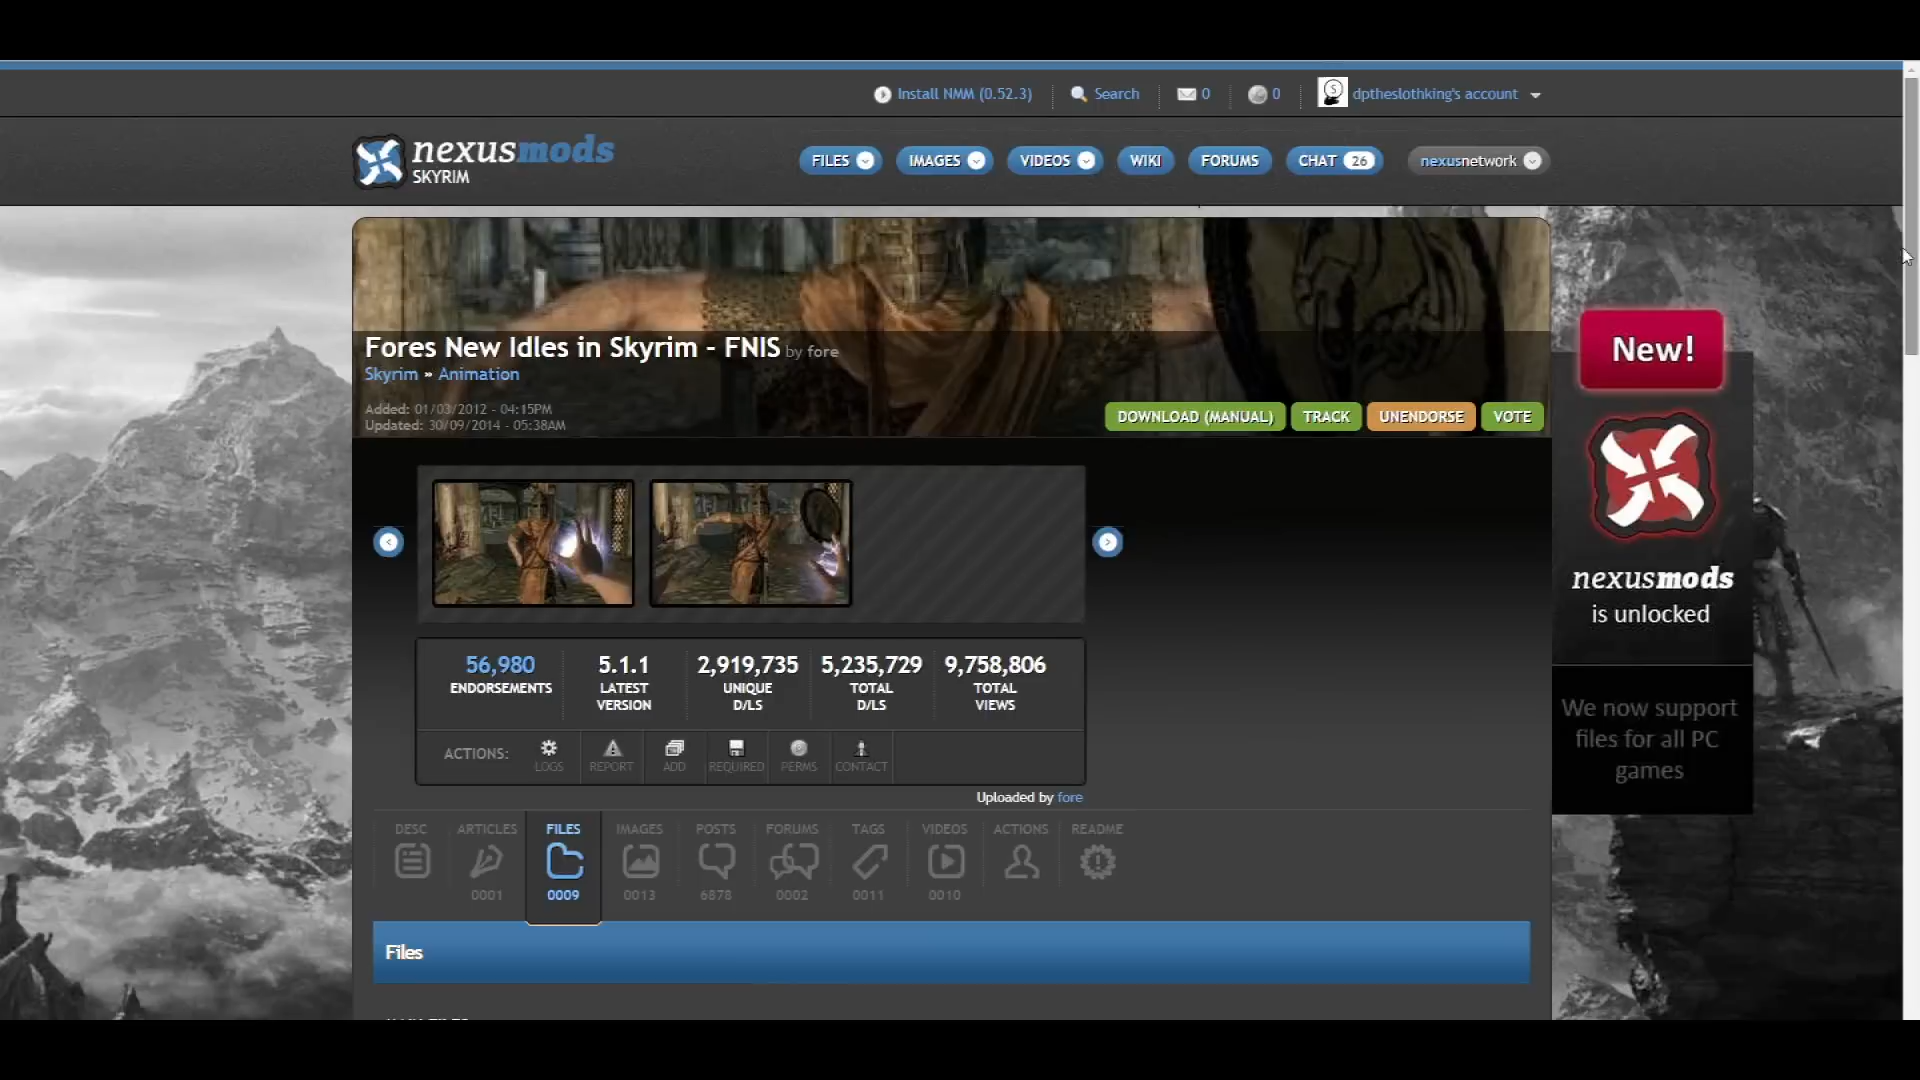 Install NMM (0.52.3)
Search
0
0
dptheslothking's account
nexusmods
SKYRIM
FILES
IMAGES
VIDEOS
WIKI
FORUMS
CHAT 26
nexusnetwork
Fores New Idles in Skyrim - FNIS by fore
Skyrim » Animation
Added: 01/03/2012 - 04:15PM
Updated: 30/09/2014 - 05:38AM
DOWNLOAD (MANUAL)
TRACK
UNENDORSE
VOTE
New!
nexusmods
is unlocked
We now support
files for all PC
games
56,980
ENDORSEMENTS
5.1.1
LATEST
VERSION
2,919,735
UNIQUE
D/LS
5,235,729
TOTAL
D/LS
9,758,806
TOTAL
VIEWS
ACTIONS:
LOGS
REPORT
ADD
REQUIRED
PERMS
CONTACT
Uploaded by fore
DESC
ARTICLES
0001
FILES
0009
IMAGES
0013
POSTS
6878
FORUMS
0002
TAGS
0011
VIDEOS
0010
ACTIONS
README
Files